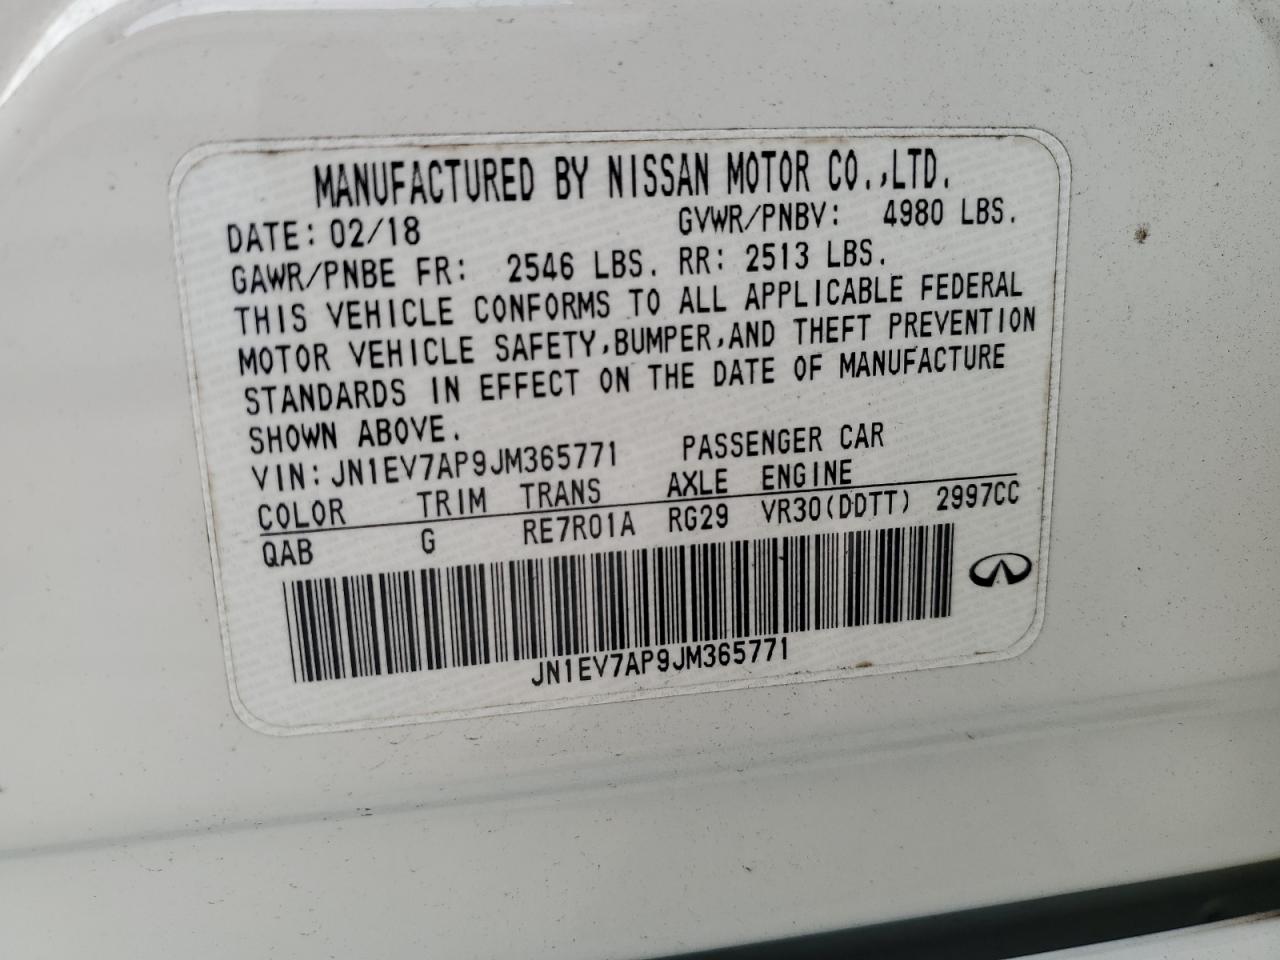 MANUFACTURED BY NISSAN MOTOR CO.,LTD.
DATE: 02/18 GVWR/PNBV: 4980 LBS.
GAWR/PNBE FR: 2546 LBS. RR: 2513 LBS.
THIS VEHICLE CONFORMS TO ALL APPLICABLE FEDERAL
MOTOR VEHICLE SAFETY,BUMPER,AND THEFT PREVENTION
STANDARDS IN EFFECT ON THE DATE OF MANUFACTURE
SHOWN ABOVE.
VIN:JN1EV7AP9JM365771 PASSENGER CAR
COLOR TRIM TRANS AXLE ENGINE
QAB G RE7R01A RG29 VR30(DDTT) 2997CC
JN1EV7AP9JM365771